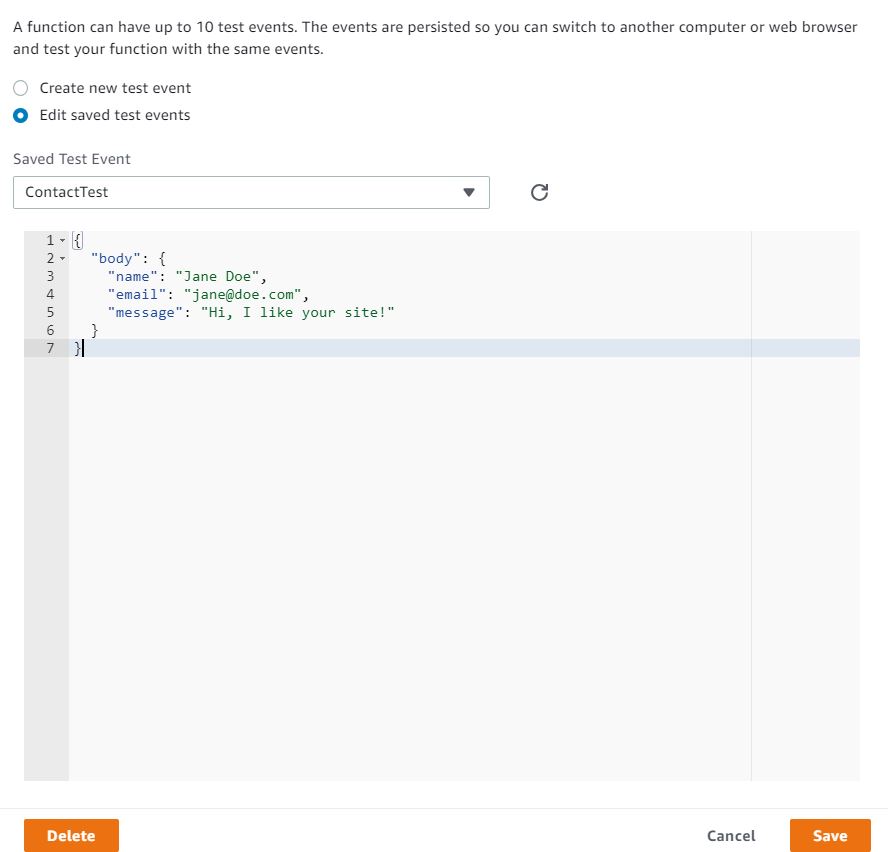 A function can have up to 10 test events. The events are persisted so you can switch to another computer or web browser
and test your function with the same events.
Create new test event
Edit saved test events
Saved Test Event
ContactTest
1 {
2 "body": {
3 "name": "Jane Doe",
4 "email": "jane@doe.com",
5 "message": "Hi, I like your site!"
6 }
7 }
Delete Cancel Save